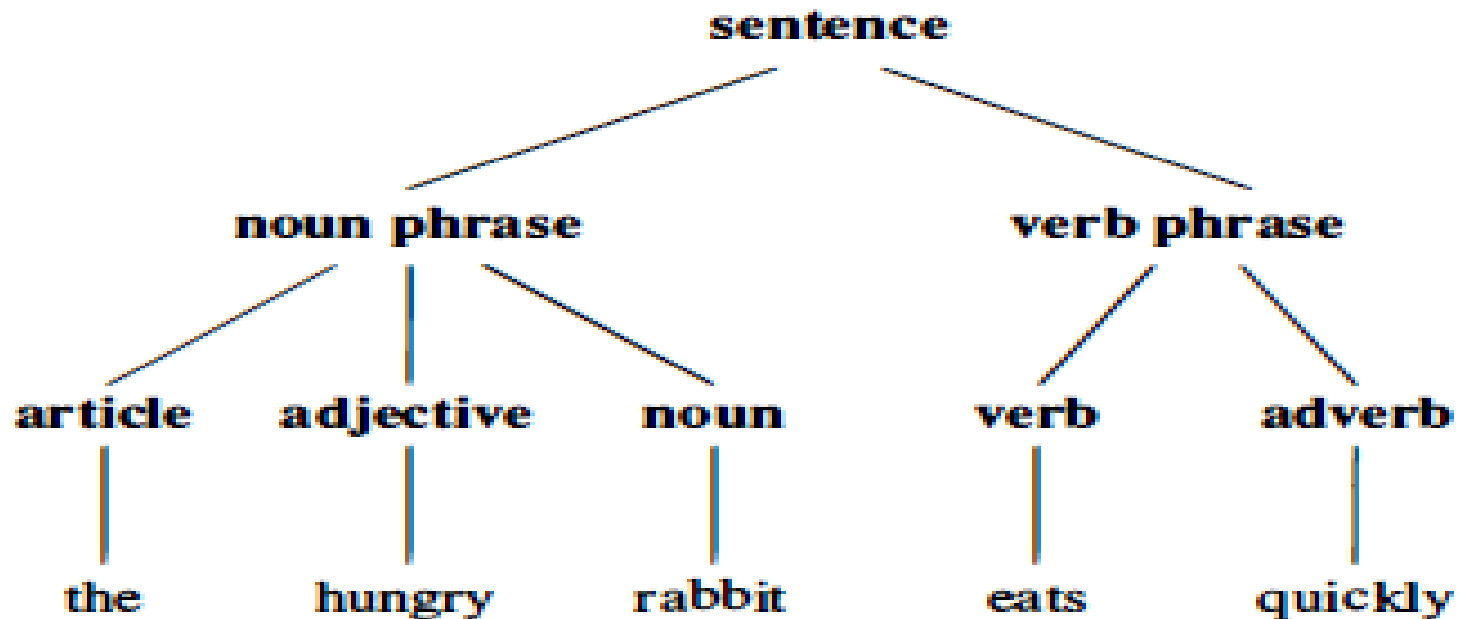 sentence
noun phrase verb phrase
article adjective noun verb adverb
the hungry rabbit eats quickly